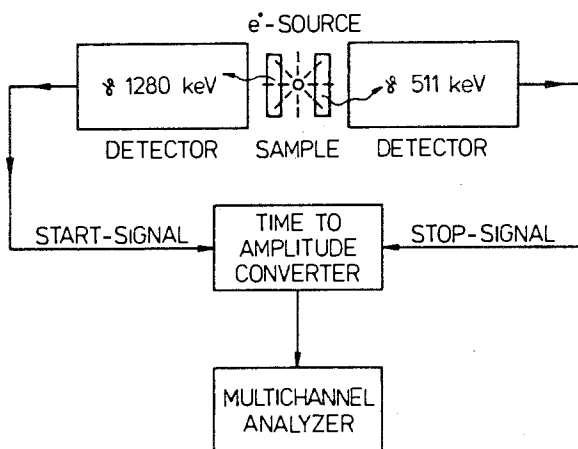 e⁺-SOURCE
γ 1280 keV
γ 511 keV
DETECTOR
SAMPLE
DETECTOR
START-SIGNAL
TIME TO
AMPLITUDE
CONVERTER
STOP-SIGNAL
MULTICHANNEL
ANALYZER